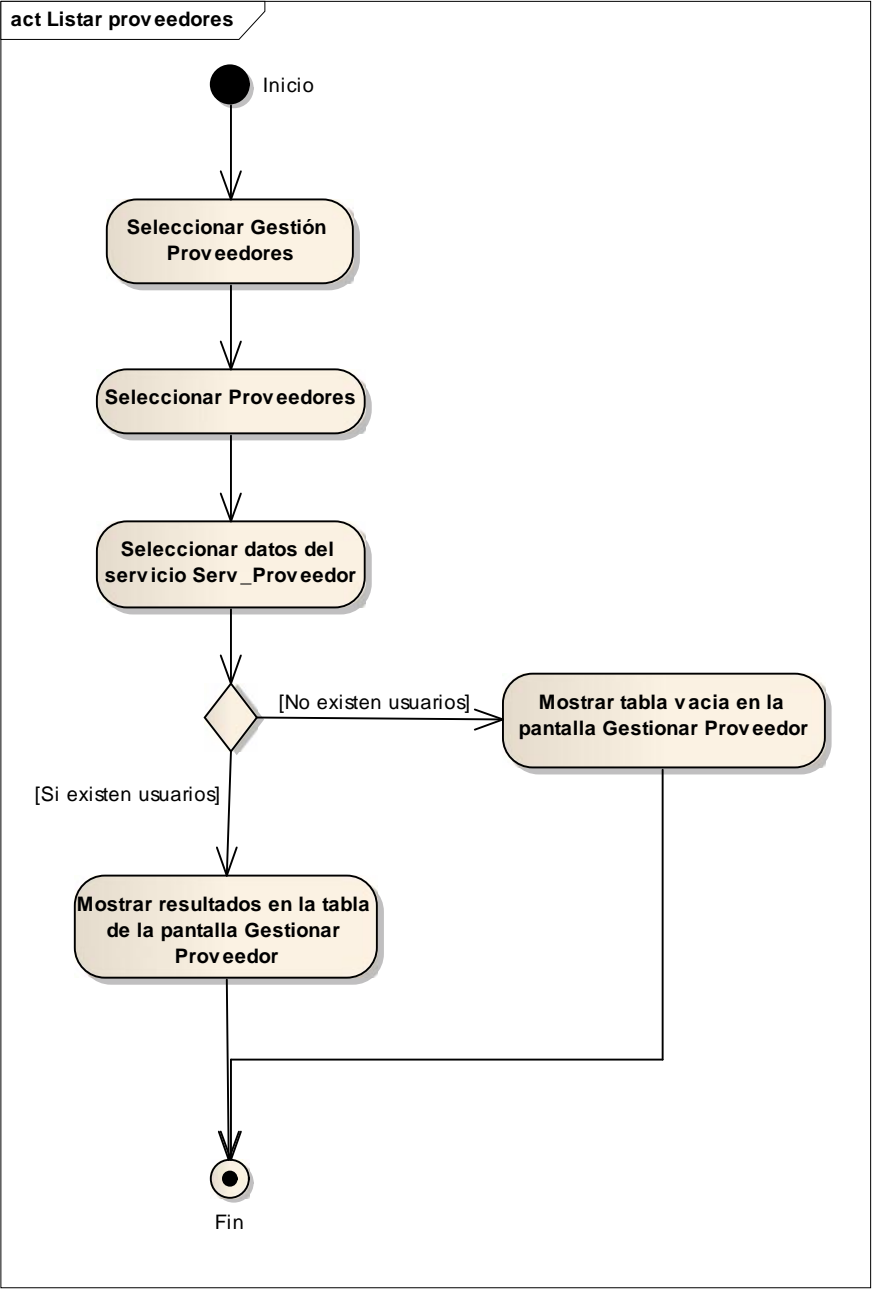 act Listar proveedores
Inicio
Seleccionar Gestión
Proveedores
Seleccionar Proveedores
Seleccionar datos del
servicio Serv_Proveedor
[No existen usuarios]
Mostrar tabla vacia en la
pantalla Gestionar Proveedor
[Si existen usuarios]
Mostrar resultados en la tabla
de la pantalla Gestionar
Proveedor
Fin